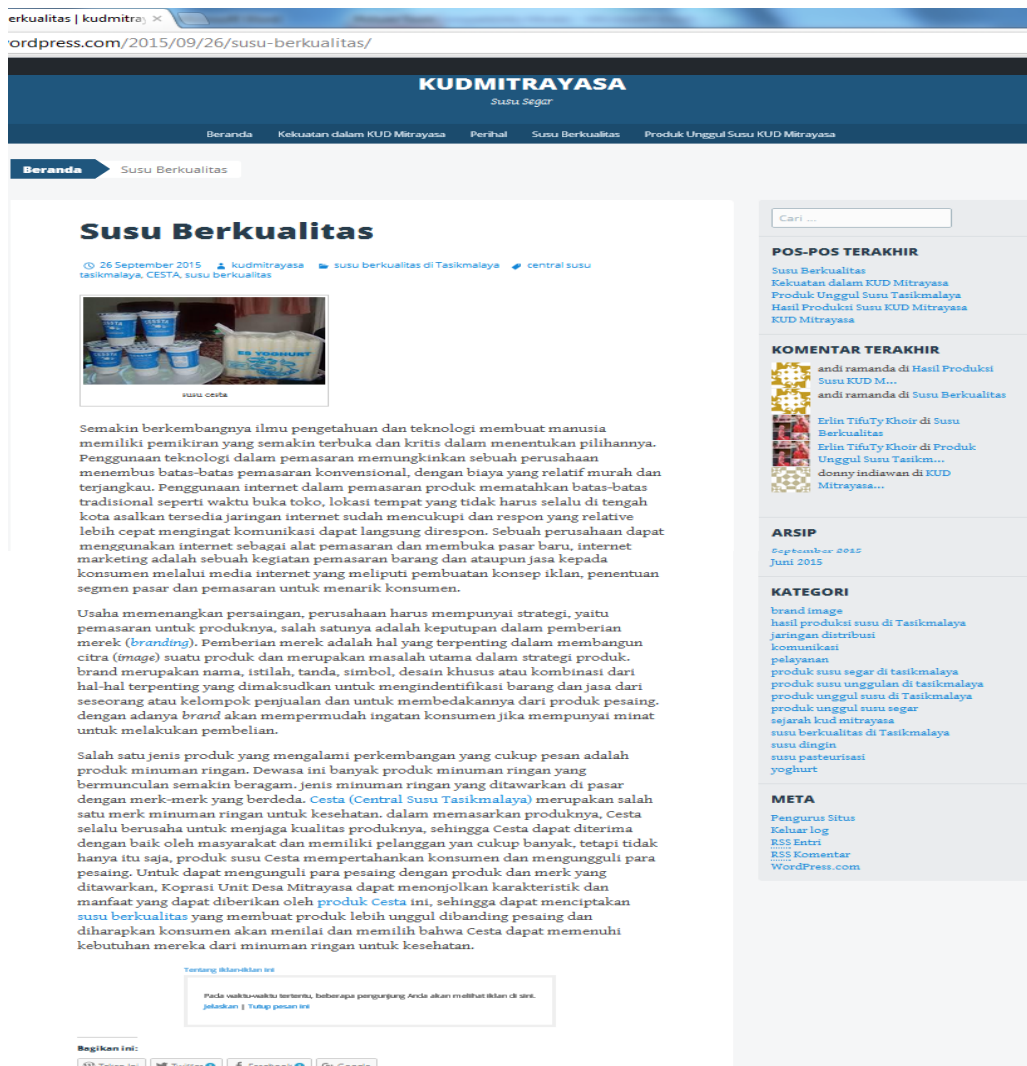 erkualitas | kudmitray ×
ordpress.com/2015/09/26/susu-berkualitas/
KUDMITRAYASA
Susu Segar
Beranda Kekuatan dalam KUD Mitrayasa Perihal Susu Berkualitas Produk Unggul Susu KUD Mitrayasa
Beranda Susu Berkualitas
Susu Berkualitas
26 September 2015 kudmitrayasa susu berkualitas di Tasikmalaya central susu
tasikmalaya, CESTA, susu berkualitas
EB YOGHURT
susu cesta
Semakin berkembangnya ilmu pengetahuan dan teknologi membuat manusia
memiliki pemikiran yang semakin terbuka dan kritis dalam menentukan pilihannya.
Penggunaan teknologi dalam pemasaran memungkinkan sebuah perusahaan
menembus batas-batas pemasaran konvensional, dengan biaya yang relatif murah dan
terjangkau. Penggunaan internet dalam pemasaran produk mematahkan batas-batas
tradisional seperti waktu buka toko, lokasi tempat yang tidak harus selalu di tengah
kota asalkan tersedia jaringan internet sudah mencukupi dan respon yang relative
lebih cepat mengingat komunikasi dapat langsung direspon. Sebuah perusahaan dapat
menggunakan internet sebagai alat pemasaran dan membuka pasar baru, internet
marketing adalah sebuah kegiatan pemasaran barang dan ataupun jasa kepada
konsumen melalui media internet yang meliputi pembuatan konsep iklan, penentuan
segmen pasar dan pemasaran untuk menarik konsumen.
Usaha memenangkan persaingan, perusahaan harus mempunyai strategi, yaitu
pemasaran untuk produknya, salah satunya adalah keputupan dalam pemberian
merek (branding). Pemberian merek adalah hal yang terpenting dalam membangun
citra (image) suatu produk dan merupakan masalah utama dalam strategi produk.
brand merupakan nama, istilah, tanda, simbol, desain khusus atau kombinasi dari
hal-hal terpenting yang dimaksudkan untuk mengindentifikasi barang dan jasa dari
seseorang atau kelompok penjualan dan untuk membedakannya dari produk pesaing.
dengan adanya brand akan mempermudah ingatan konsumen jika mempunyai minat
untuk melakukan pembelian.
Salah satu jenis produk yang mengalami perkembangan yang cukup pesan adalah
produk minuman ringan. Dewasa ini banyak produk minuman ringan yang
bermunculan semakin beragam. jenis minuman ringan yang ditawarkan di pasar
dengan merk-merk yang berdeda. Cesta (Central Susu Tasikmalaya) merupakan salah
satu merk minuman ringan untuk kesehatan. dalam memasarkan produknya, Cesta
selalu berusaha untuk menjaga kualitas produknya, sehingga Cesta dapat diterima
dengan baik oleh masyarakat dan memiliki pelanggan yan cukup banyak, tetapi tidak
hanya itu saja, produk susu Cesta mempertahankan konsumen dan mengungguli para
pesaing. Untuk dapat mengunguli para pesaing dengan produk dan merk yang
ditawarkan, Koprasi Unit Desa Mitrayasa dapat menonjolkan karakteristik dan
manfaat yang dapat diberikan oleh produk Cesta ini, sehingga dapat menciptakan
susu berkualitas yang membuat produk lebih unggul dibanding pesaing dan
diharapkan konsumen akan menilai dan memilih bahwa Cesta dapat memenuhi
kebutuhan mereka dari minuman ringan untuk kesehatan.
Tentang iklan-iklan ini
Pada waktu-waktu tertentu, beberapa pengunjung Anda akan melihat iklan di sini.
Jelaskan | Tutup pesan ini
Bagikan ini:
Cari ...
POS-POS TERAKHIR
Susu Berkualitas
Kekuatan dalam KUD Mitrayasa
Produk Unggul Susu Tasikmalaya
Hasil Produksi Susu KUD Mitrayasa
KUD Mitrayasa
KOMENTAR TERAKHIR
andi ramanda di Hasil Produksi
Susu KUD M...
andi ramanda di Susu Berkualitas
Erlin TifuTy Khoir di Susu
Berkualitas
Erlin TifuTy Khoir di Produk
Unggul Susu Tasikm...
donny indiawan di KUD
Mitrayasa...
ARSIP
September 2015
Juni 2015
KATEGORI
brand image
hasil produksi susu di Tasikmalaya
jaringan distribusi
komunikasi
pelayanan
produk susu segar di tasikmalaya
produk susu unggulan di tasikmalaya
produk unggul susu di Tasikmalaya
produk unggul susu segar
sejarah kud mitrayasa
susu berkualitas di Tasikmalaya
susu dingin
susu pasteurisasi
yoghurt
META
Pengurus Situs
Keluar log
RSS Entri
RSS Komentar
WordPress.com